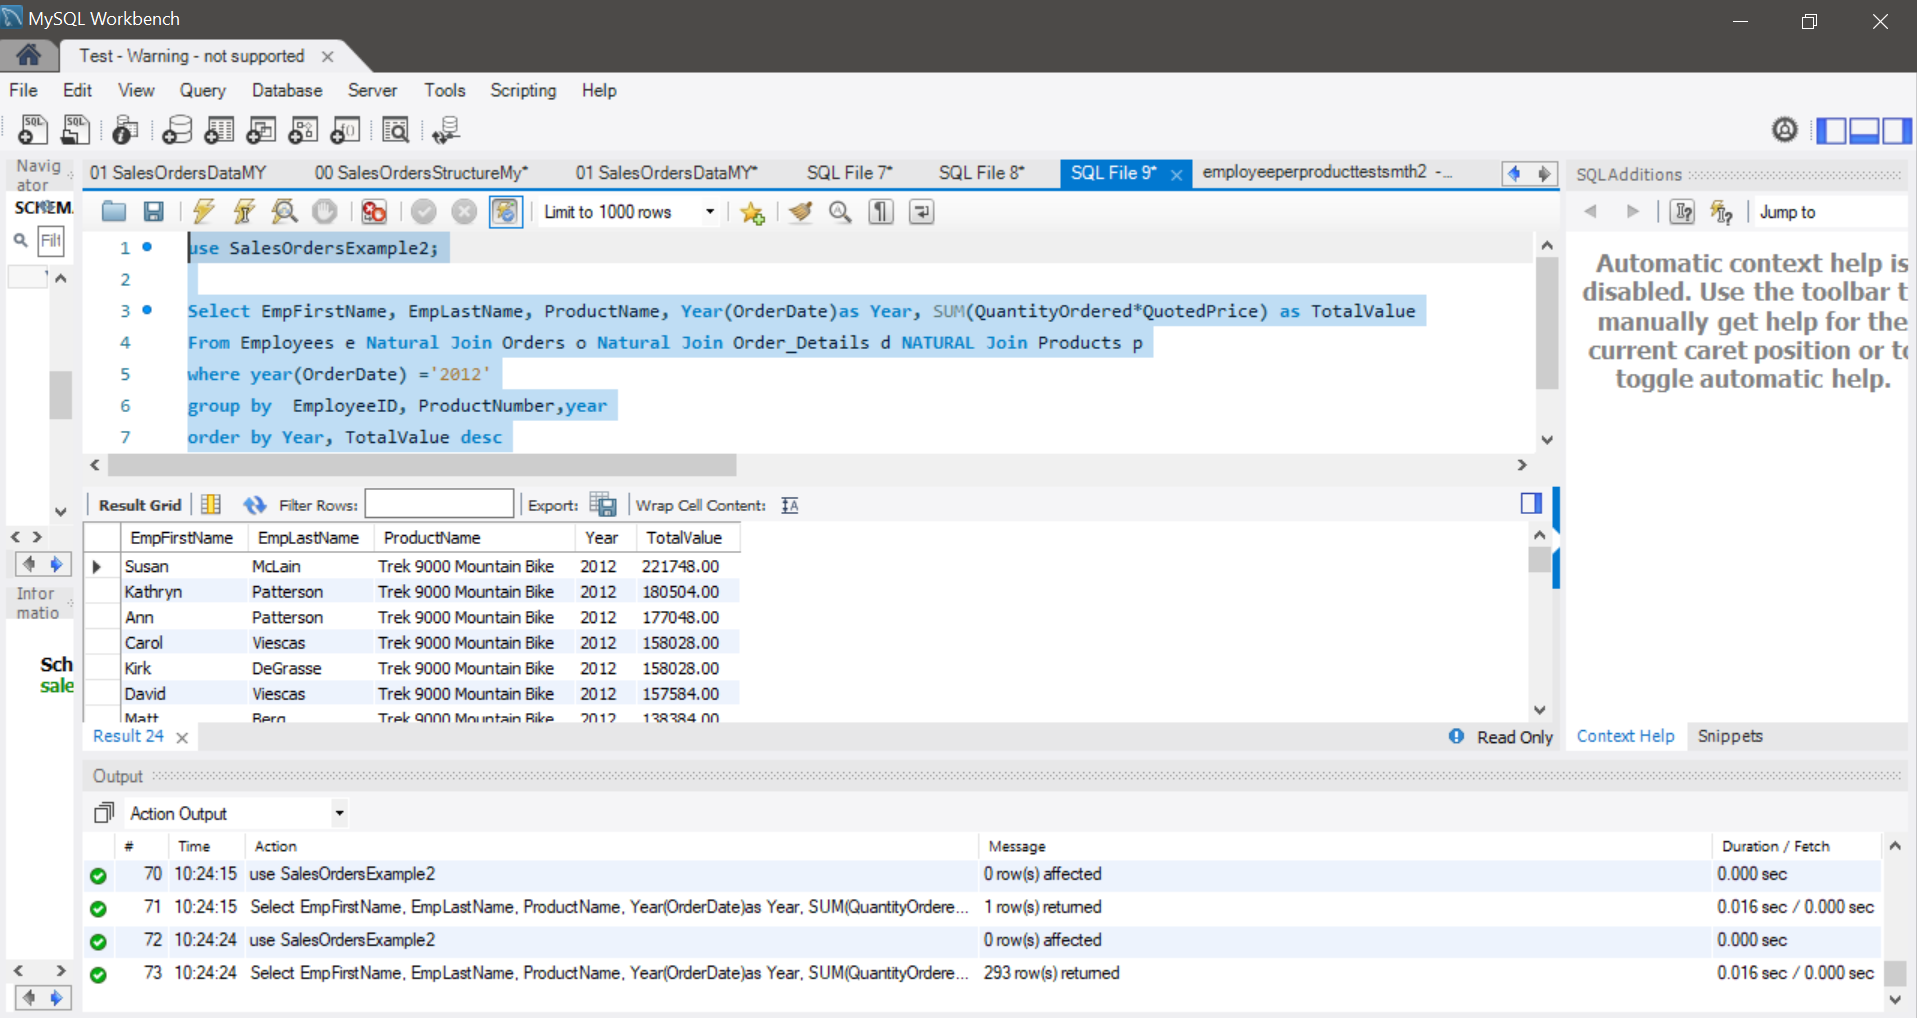 MySQL Workbench
Test - Warning - not supported
File Edit View Query Database Server Tools Scripting Help
Navig
ator
01 SalesOrdersDataMY 00 SalesOrdersStructureMy* 01 SalesOrdersDataMY* SQL File 7* SQL File 8* SQL File 9* employeeperproducttestsmth2 -...
SQLAdditions
SCHEM
Limit to 1000 rows
Jump to
Filt
1 use SalesOrdersExample2;
2
3 Select EmpFirstName, EmpLastName, ProductName, Year(OrderDate)as Year, SUM(QuantityOrdered*QuotedPrice) as TotalValue
4 From Employees e Natural Join Orders o Natural Join Order_Details d NATURAL Join Products p
5 where year(OrderDate) ='2012'
6 group by  EmployeeID, ProductNumber,year
7 order by Year, TotalValue desc
Automatic context help is
disabled. Use the toolbar t
manually get help for the
current caret position or to
toggle automatic help.
Result Grid Filter Rows: Export: Wrap Cell Content:
EmpFirstName EmpLastName ProductName Year TotalValue
Susan McLain Trek 9000 Mountain Bike 2012 221748.00
Kathryn Patterson Trek 9000 Mountain Bike 2012 180504.00
Ann Patterson Trek 9000 Mountain Bike 2012 177048.00
Carol Viescas Trek 9000 Mountain Bike 2012 158028.00
Kirk DeGrasse Trek 9000 Mountain Bike 2012 158028.00
David Viescas Trek 9000 Mountain Bike 2012 157584.00
Matt Berg Trek 9000 Mountain Bike 2012 138384.00
Infor
matio
Sch
sale
Result 24
Read Only
Context Help Snippets
Output
Action Output
# Time Action Message Duration / Fetch
70 10:24:15 use SalesOrdersExample2 0 row(s) affected 0.000 sec
71 10:24:15 Select EmpFirstName, EmpLastName, ProductName, Year(OrderDate)as Year, SUM(QuantityOrdere... 1 row(s) returned 0.016 sec / 0.000 sec
72 10:24:24 use SalesOrdersExample2 0 row(s) affected 0.000 sec
73 10:24:24 Select EmpFirstName, EmpLastName, ProductName, Year(OrderDate)as Year, SUM(QuantityOrdere... 293 row(s) returned 0.016 sec / 0.000 sec